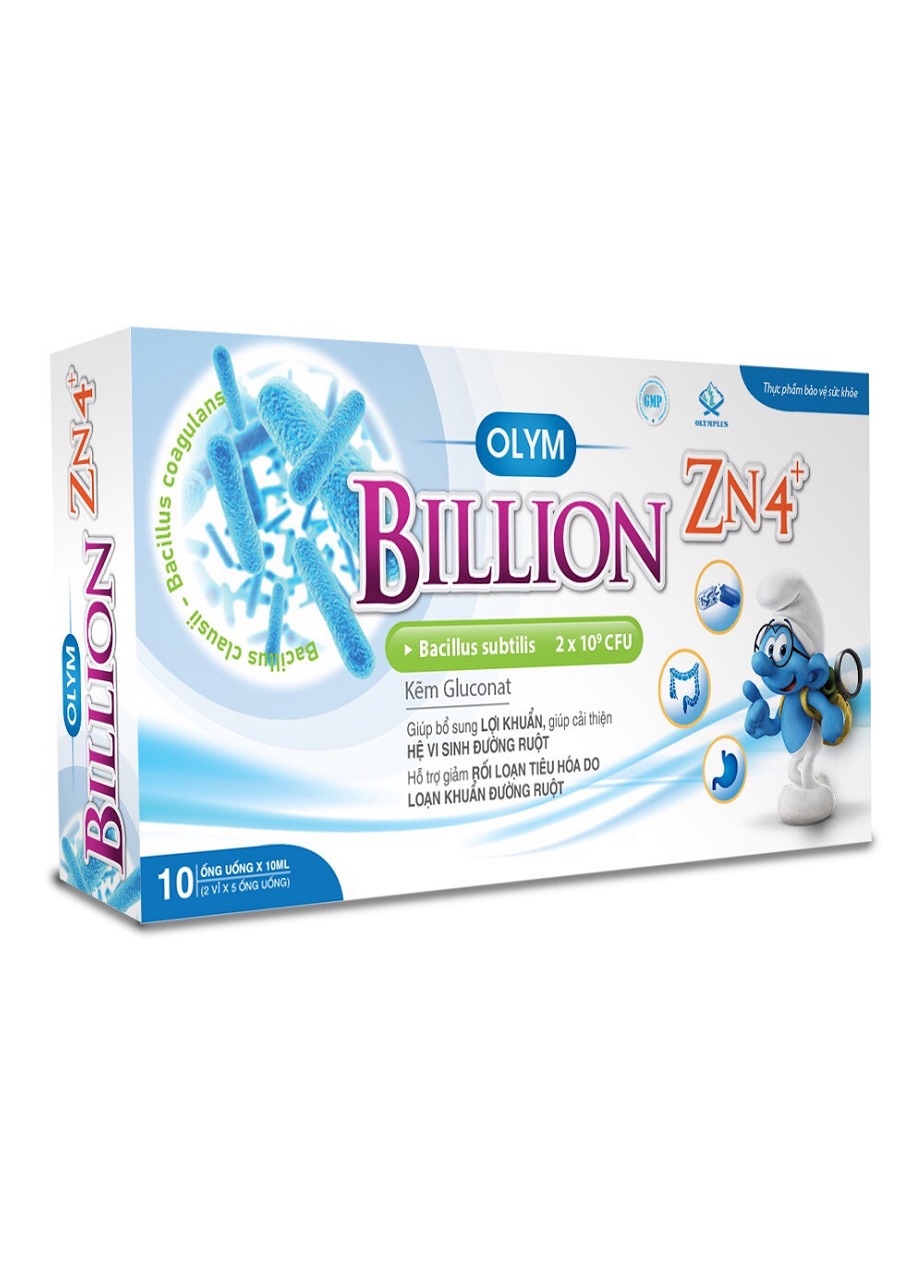 Thực phẩm bảo vệ sức khỏe
GMP
OLYMPLUS
OLYM
BILLION ZN4+
Bacillus clausii - Bacillus coagulans
Bacillus subtilis 2 x 10⁹ CFU
Kẽm Gluconat
Giúp bổ sung LỢI KHUẨN, giúp cải thiện
HỆ VI SINH ĐƯỜNG RUỘT
Hỗ trợ giảm RỐI LOẠN TIÊU HÓA DO
LOẠN KHUẨN ĐƯỜNG RUỘT
10 ỐNG UỐNG X 10ML
(2 VỈ X 5 ỐNG UỐNG)
OLYM
BILLION ZN4+